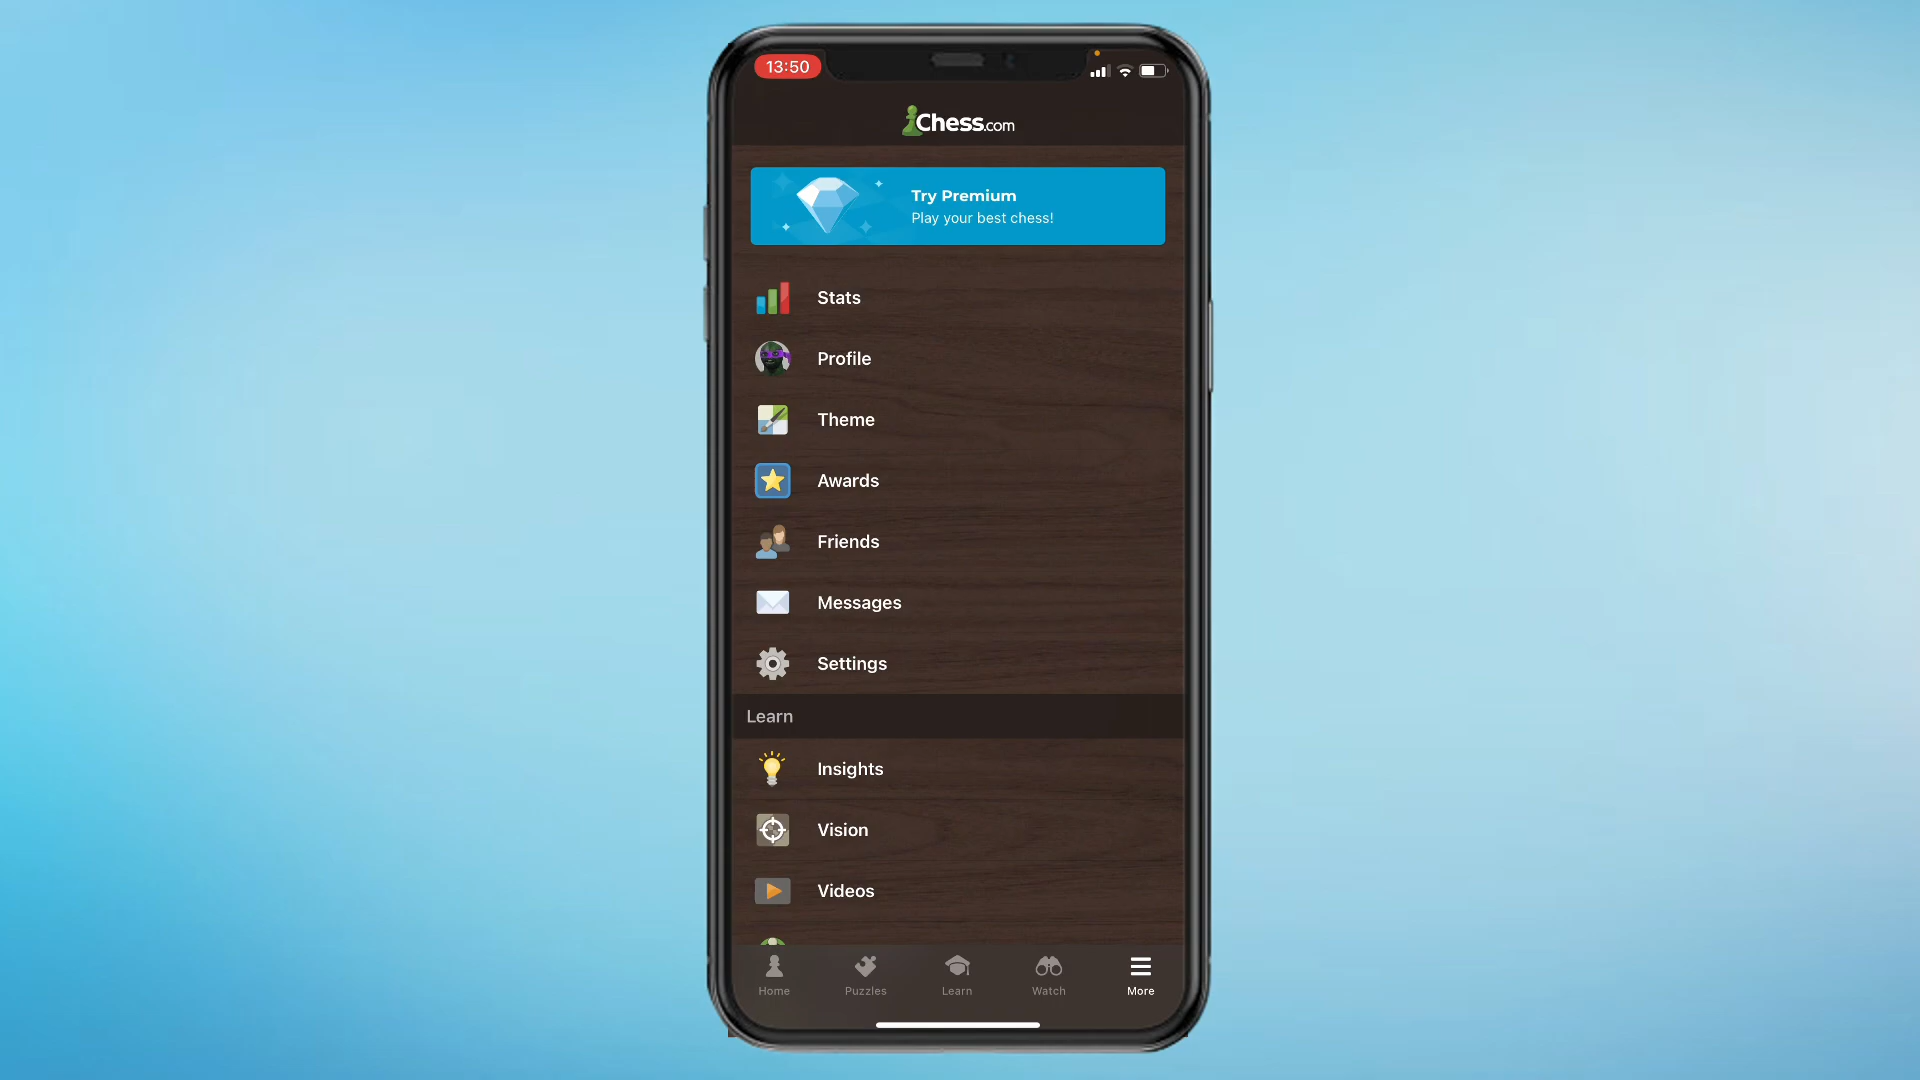 13:50
Chess.com
Try Premium
Play your best chess!
Stats
Profile
Theme
Awards
Friends
Messages
Settings
Learn
Insights
Vision
Videos
Home Puzzles Learn Watch More